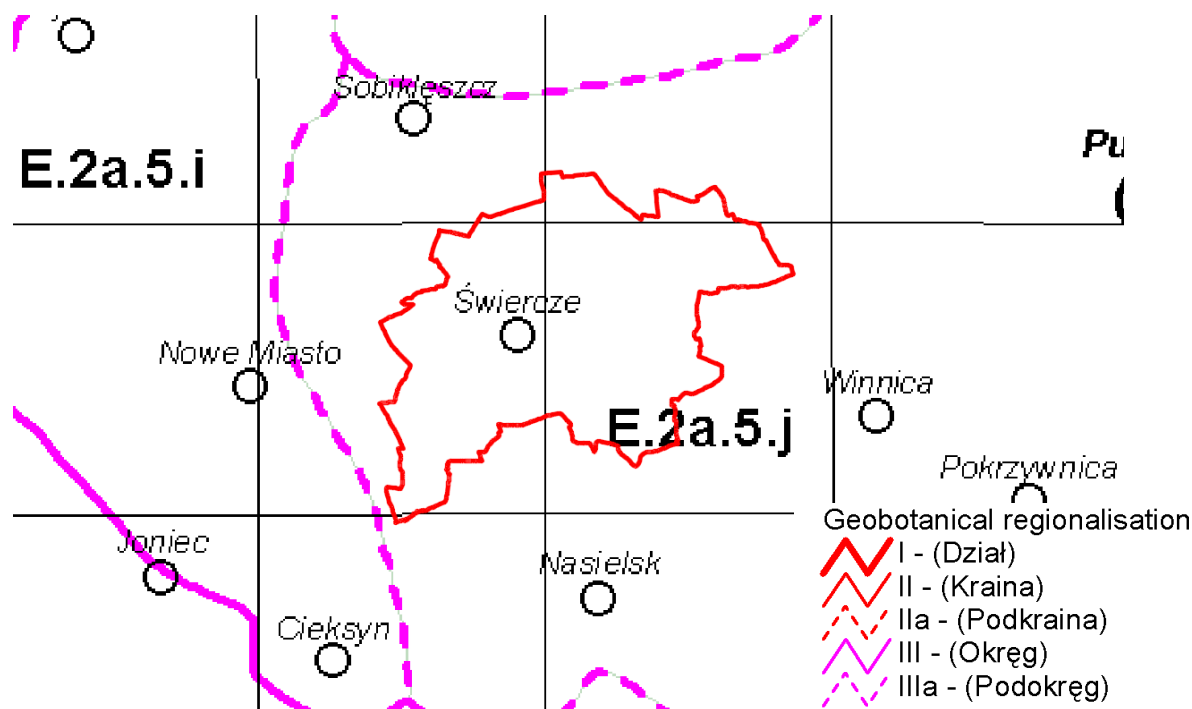 Sobiklęszcz
E.2a.5.i
Pu
Świercze
Nowe Miasto
Winnica
E.2a.5.j
Pokrzywnica
Geobotanical regionalisation
Joniec
I - (Dział)
Nasielsk
II - (Kraina)
IIa - (Podkraina)
Cieksyn
III - (Okręg)
IIIa - (Podokręg)